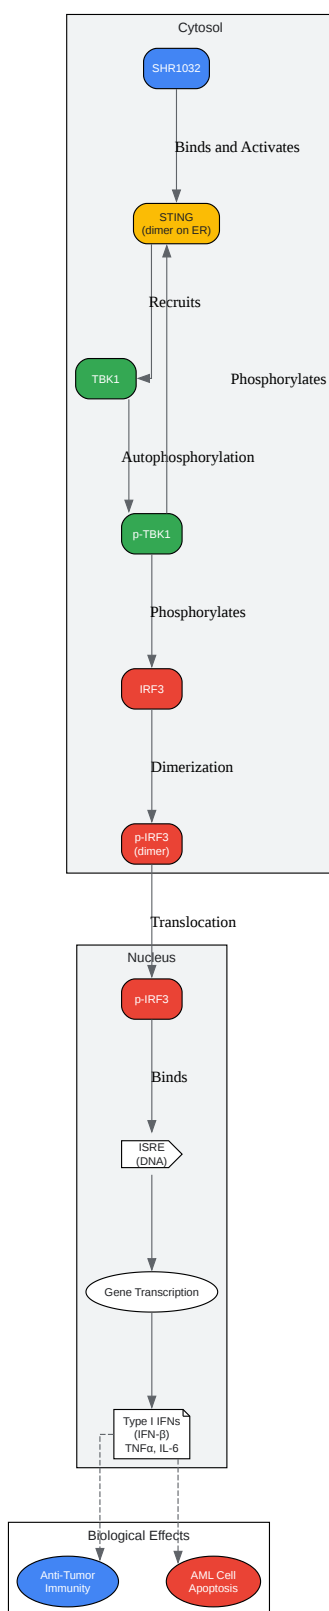 Cytosol
SHR1032
Binds and Activates
STING
(dimer on ER)
Recruits
TBK1
Phosphorylates
Autophosphorylation
p-TBK1
Phosphorylates
IRF3
Dimerization
p-IRF3
(dimer)
Translocation
Nucleus
p-IRF3
Binds
ISRE
(DNA)
Gene Transcription
Type I IFNs
(IFN-β)
TNFα, IL-6
Biological Effects
Anti-Tumor
Immunity
AML Cell
Apoptosis